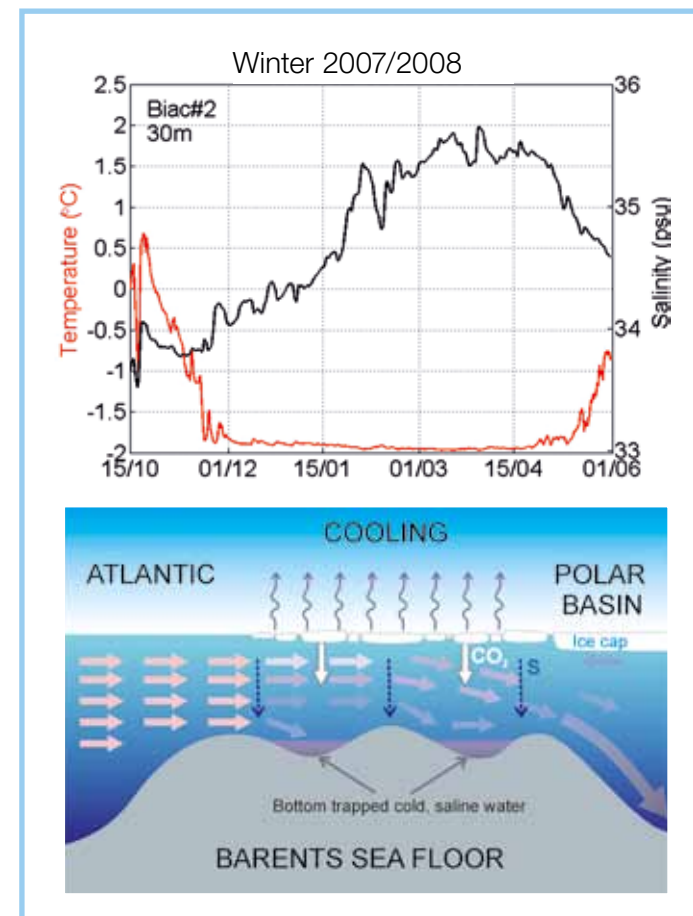 Winter 2007/2008
2.5
36
Biac#2
30m
2
1.5
1
35
0.5
0
-0.5
34
-1
-1.5
-2
33
Temperature (°C)
Salinity (psu)
15/10 01/12 15/01 01/03 15/04 01/06
COOLING
ATLANTIC
POLAR
BASIN
Ice cap
CO₂
S
Bottom trapped cold, saline water
BARENTS SEA FLOOR